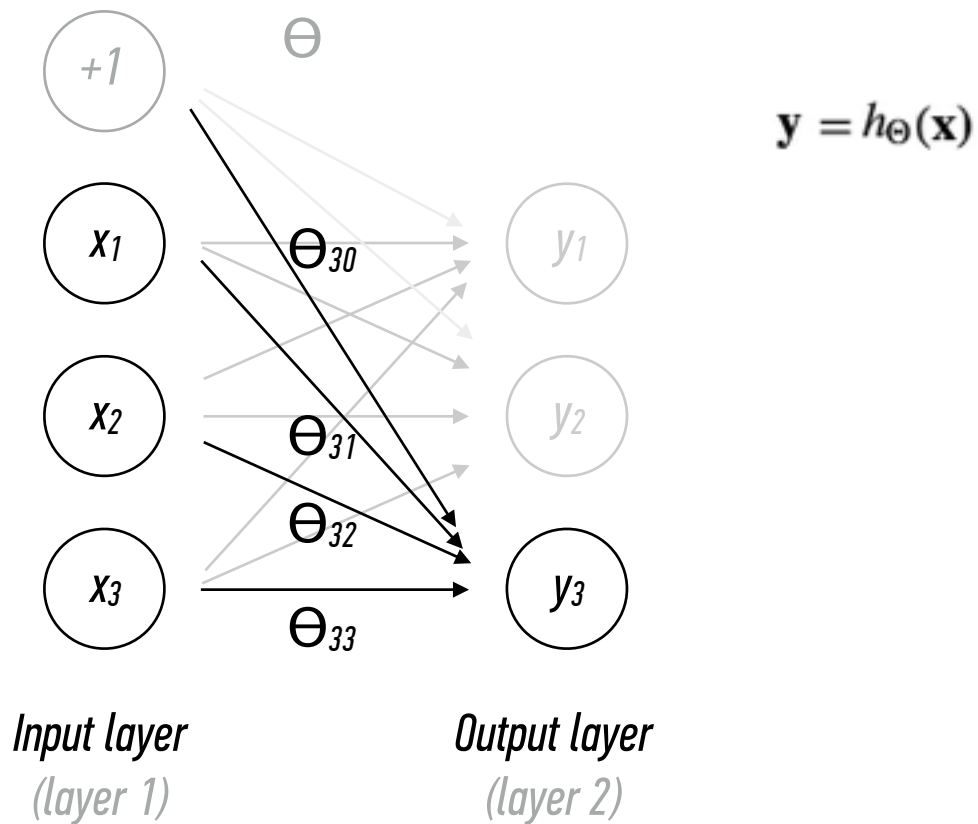 +1
Θ
y = hΘ(x)
x1
Θ30
y1
x2
Θ31
y2
Θ32
x3
y3
Θ33
Input layer
Output layer
(layer 1)
(layer 2)